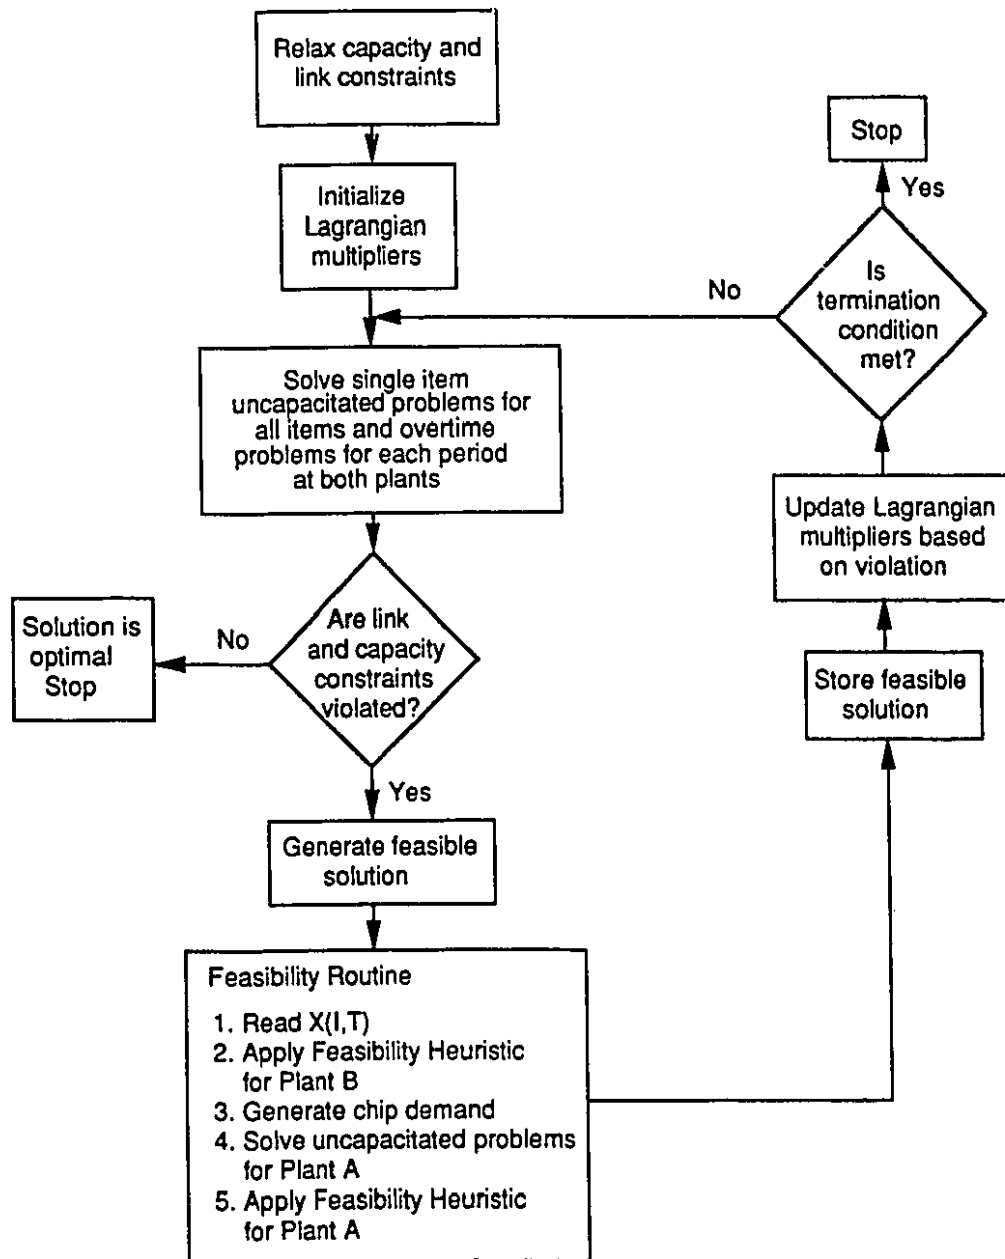 Relax capacity and
link constraints
Initialize
Lagrangian
multipliers
Solve single item
uncapacitated problems for
all items and overtime
problems for each period
at both plants
Are link
and capacity
constraints
violated?
No
Solution is
optimal
Stop
Yes
Generate feasible
solution
Feasibility Routine
1. Read X(I,T)
2. Apply Feasibility Heuristic
for Plant B
3. Generate chip demand
4. Solve uncapacitated problems
for Plant A
5. Apply Feasibility Heuristic
for Plant A
Store feasible
solution
Update Lagrangian
multipliers based
on violation
Is
termination
condition
met?
No
Yes
Stop